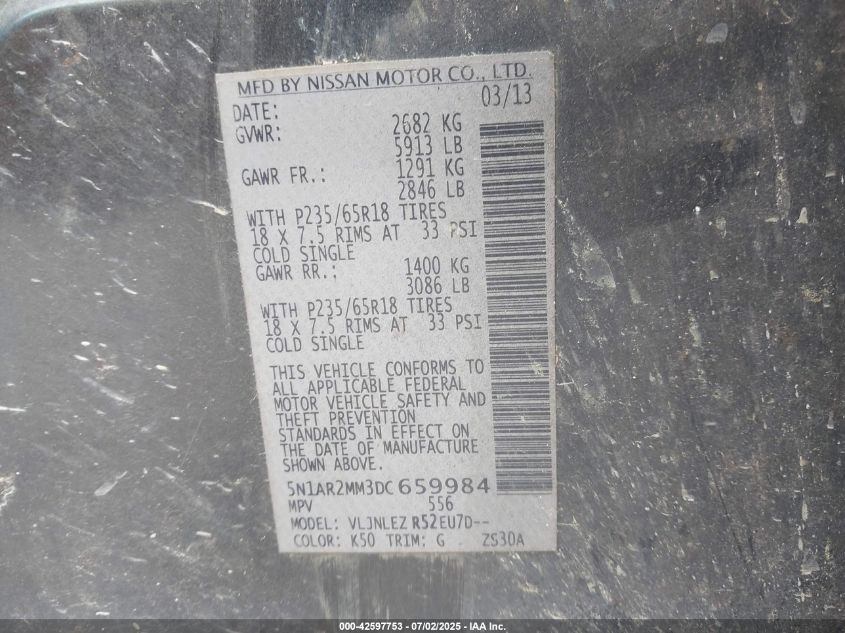 MFD BY NISSAN MOTOR CO., LTD.
DATE: 03/13
GVWR: 2682 KG
5913 LB
GAWR FR.: 1291 KG
2846 LB
WITH P235/65R18 TIRES
18 X 7.5 RIMS AT 33 PSI
COLD SINGLE
GAWR RR.: 1400 KG
3086 LB
WITH P235/65R18 TIRES
18 X 7.5 RIMS AT 33 PSI
COLD SINGLE
THIS VEHICLE CONFORMS TO
ALL APPLICABLE FEDERAL
MOTOR VEHICLE SAFETY AND
THEFT PREVENTION
STANDARDS IN EFFECT ON
THE DATE OF MANUFACTURE
SHOWN ABOVE.
5N1AR2MM3DC659984
MPV 556
MODEL: VLJNLEZ R52EU7D--
COLOR: K50 TRIM: G ZS30A
000-42597753 - 07/02/2025 - IAA Inc.